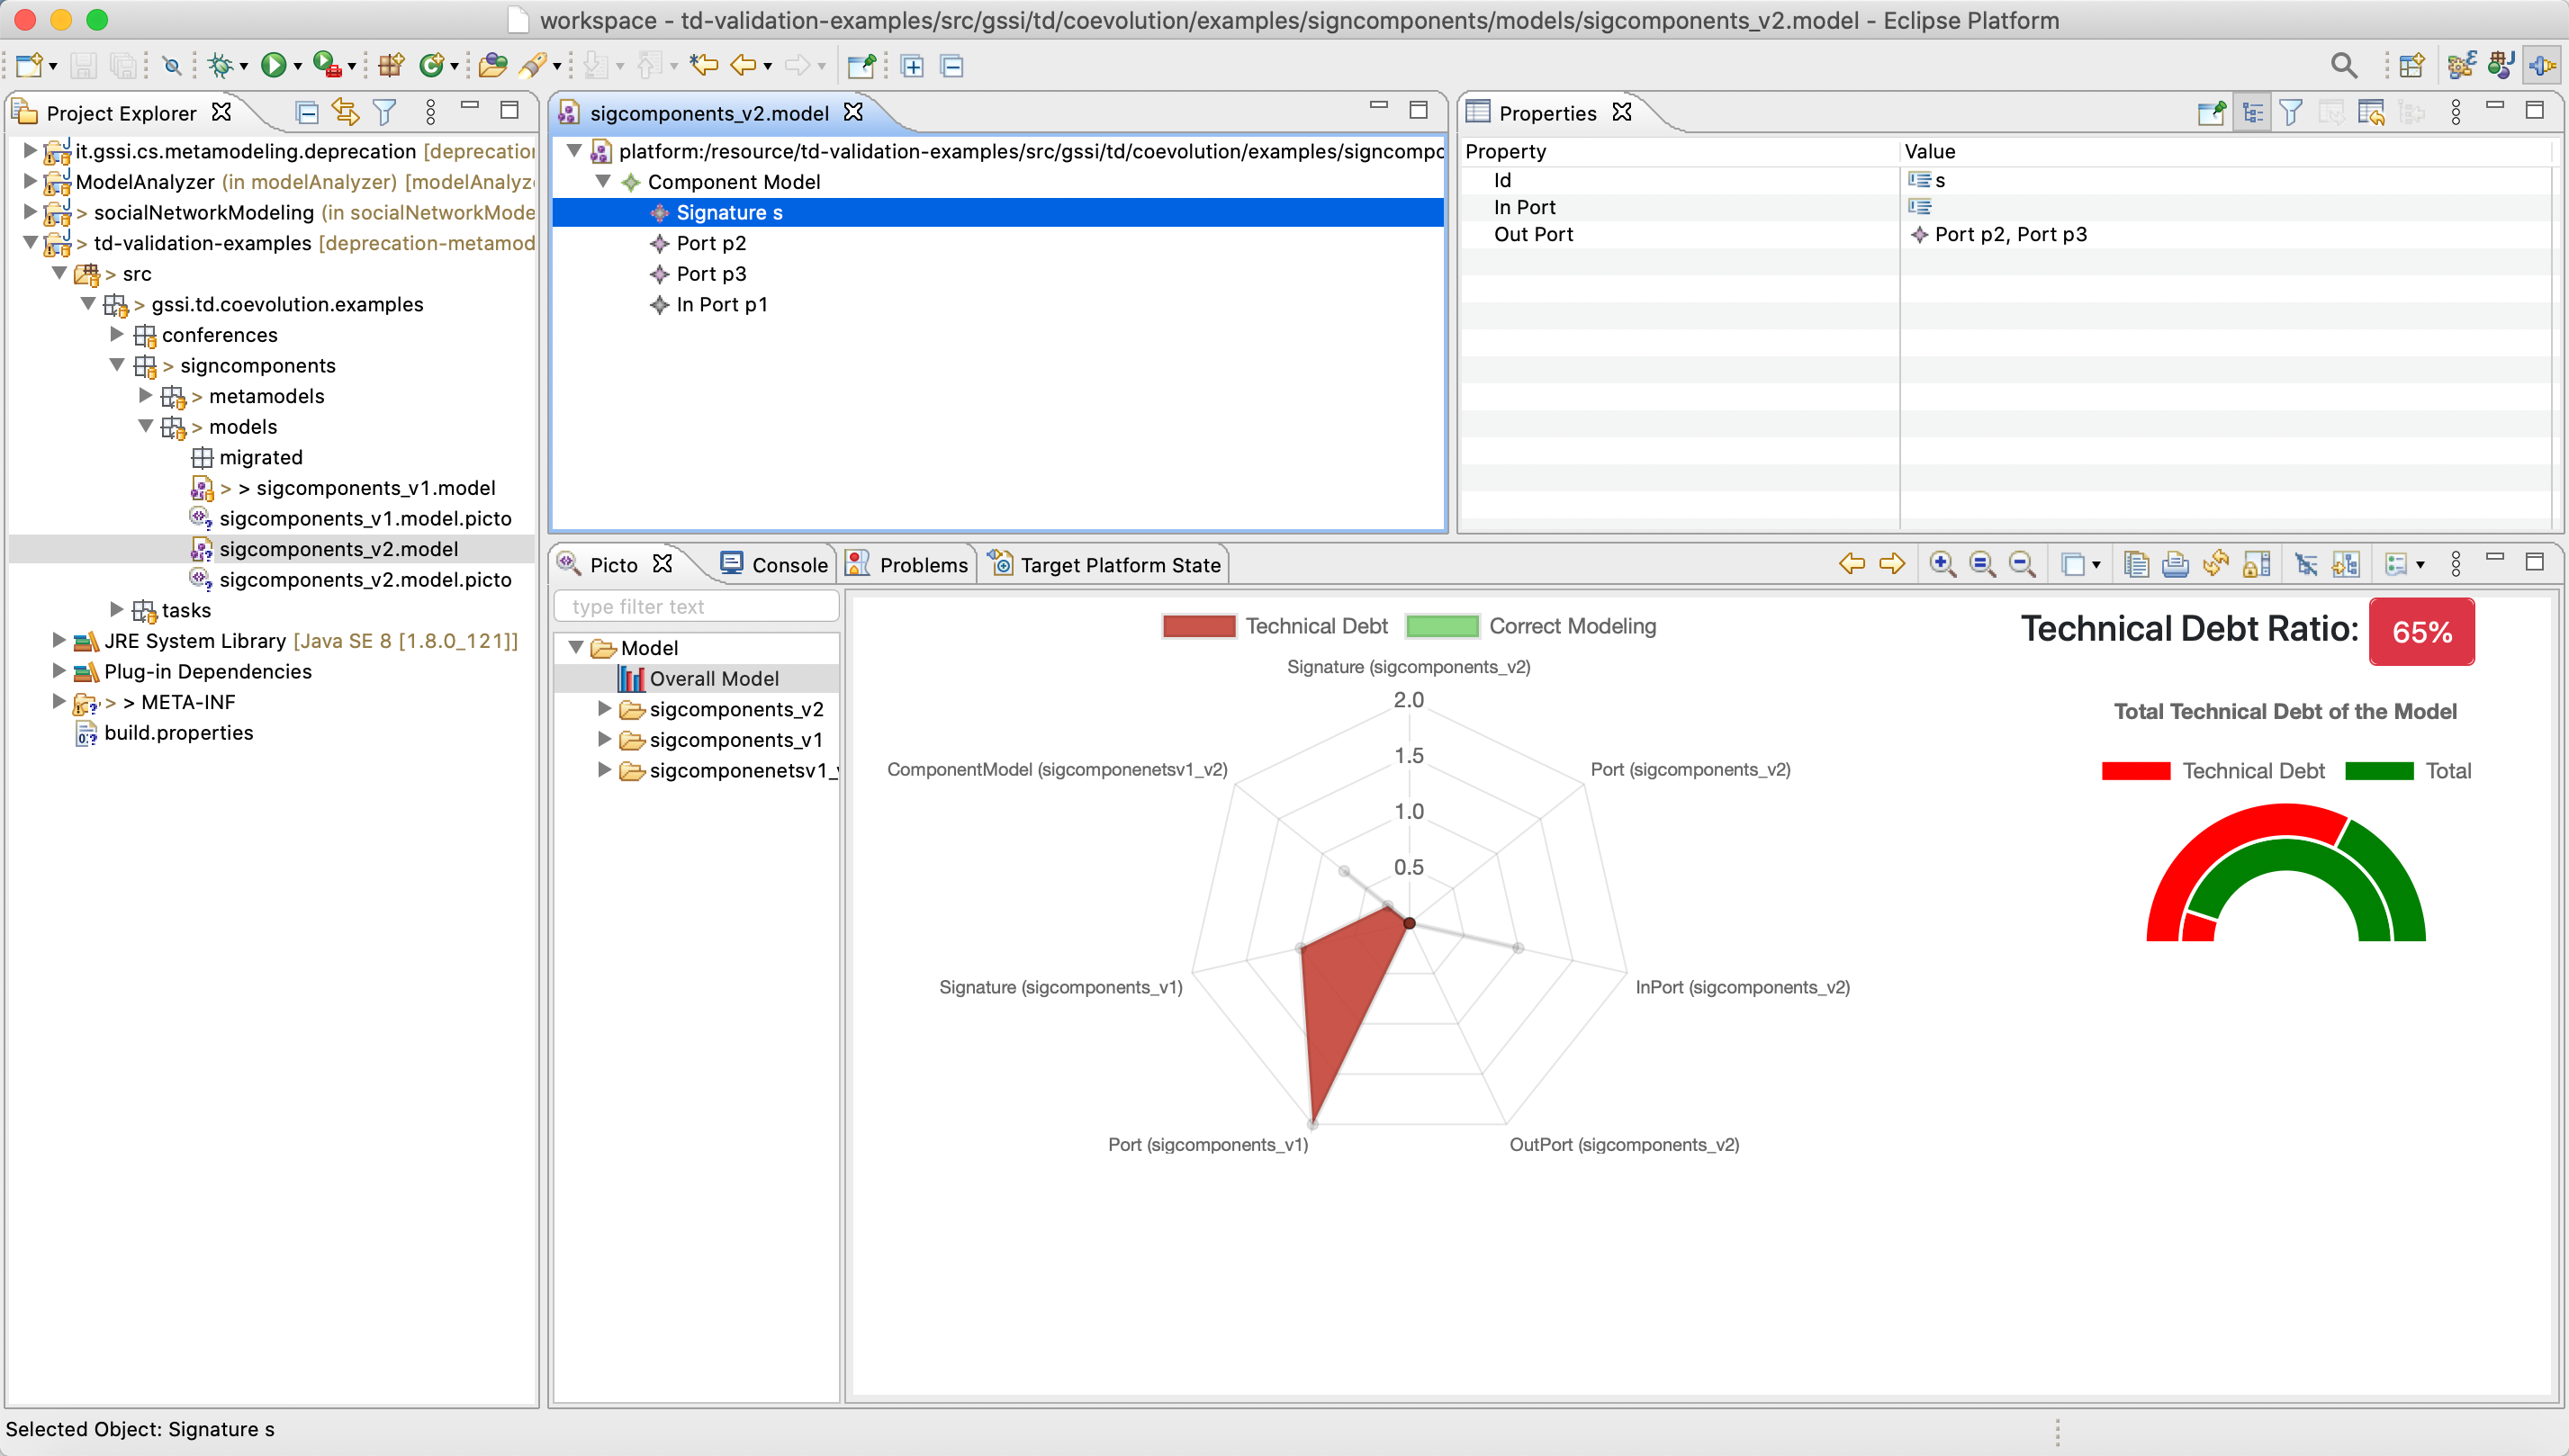 workspace - td-validation-examples/src/gssi/td/coevolution/examples/signcomponents/models/sigcomponents_v2.model - Eclipse Platform
Project Explorer
it.gssi.cs.metamodeling.deprecation [deprecation
ModelAnalyzer (in modelAnalyzer) [modelAnalyz
> socialNetworkModeling (in socialNetworkMode
> td-validation-examples [deprecation-metamod
> src
> gssi.td.coevolution.examples
conferences
> signcomponents
> metamodels
> models
migrated
> > sigcomponents_v1.model
sigcomponents_v1.model.picto
sigcomponents_v2.model
sigcomponents_v2.model.picto
tasks
JRE System Library [Java SE 8 [1.8.0_121]]
Plug-in Dependencies
> > META-INF
build.properties
sigcomponents_v2.model
platform:/resource/td-validation-examples/src/gssi/td/coevolution/examples/signcompo
Component Model
Signature s
Port p2
Port p3
In Port p1
Properties
Property Value
Id s
In Port
Out Port Port p2, Port p3
Picto Console Problems Target Platform State
type filter text
Model
Overall Model
sigcomponents_v2
sigcomponents_v1
sigcomponenetsv1_
Technical Debt Correct Modeling
Signature (sigcomponents_v2)
2.0
1.5
1.0
0.5
ComponentModel (sigcomponenetsv1_v2)
Port (sigcomponents_v2)
Signature (sigcomponents_v1)
InPort (sigcomponents_v2)
Port (sigcomponents_v1)
OutPort (sigcomponents_v2)
Technical Debt Ratio: 65%
Total Technical Debt of the Model
Technical Debt Total
Selected Object: Signature s